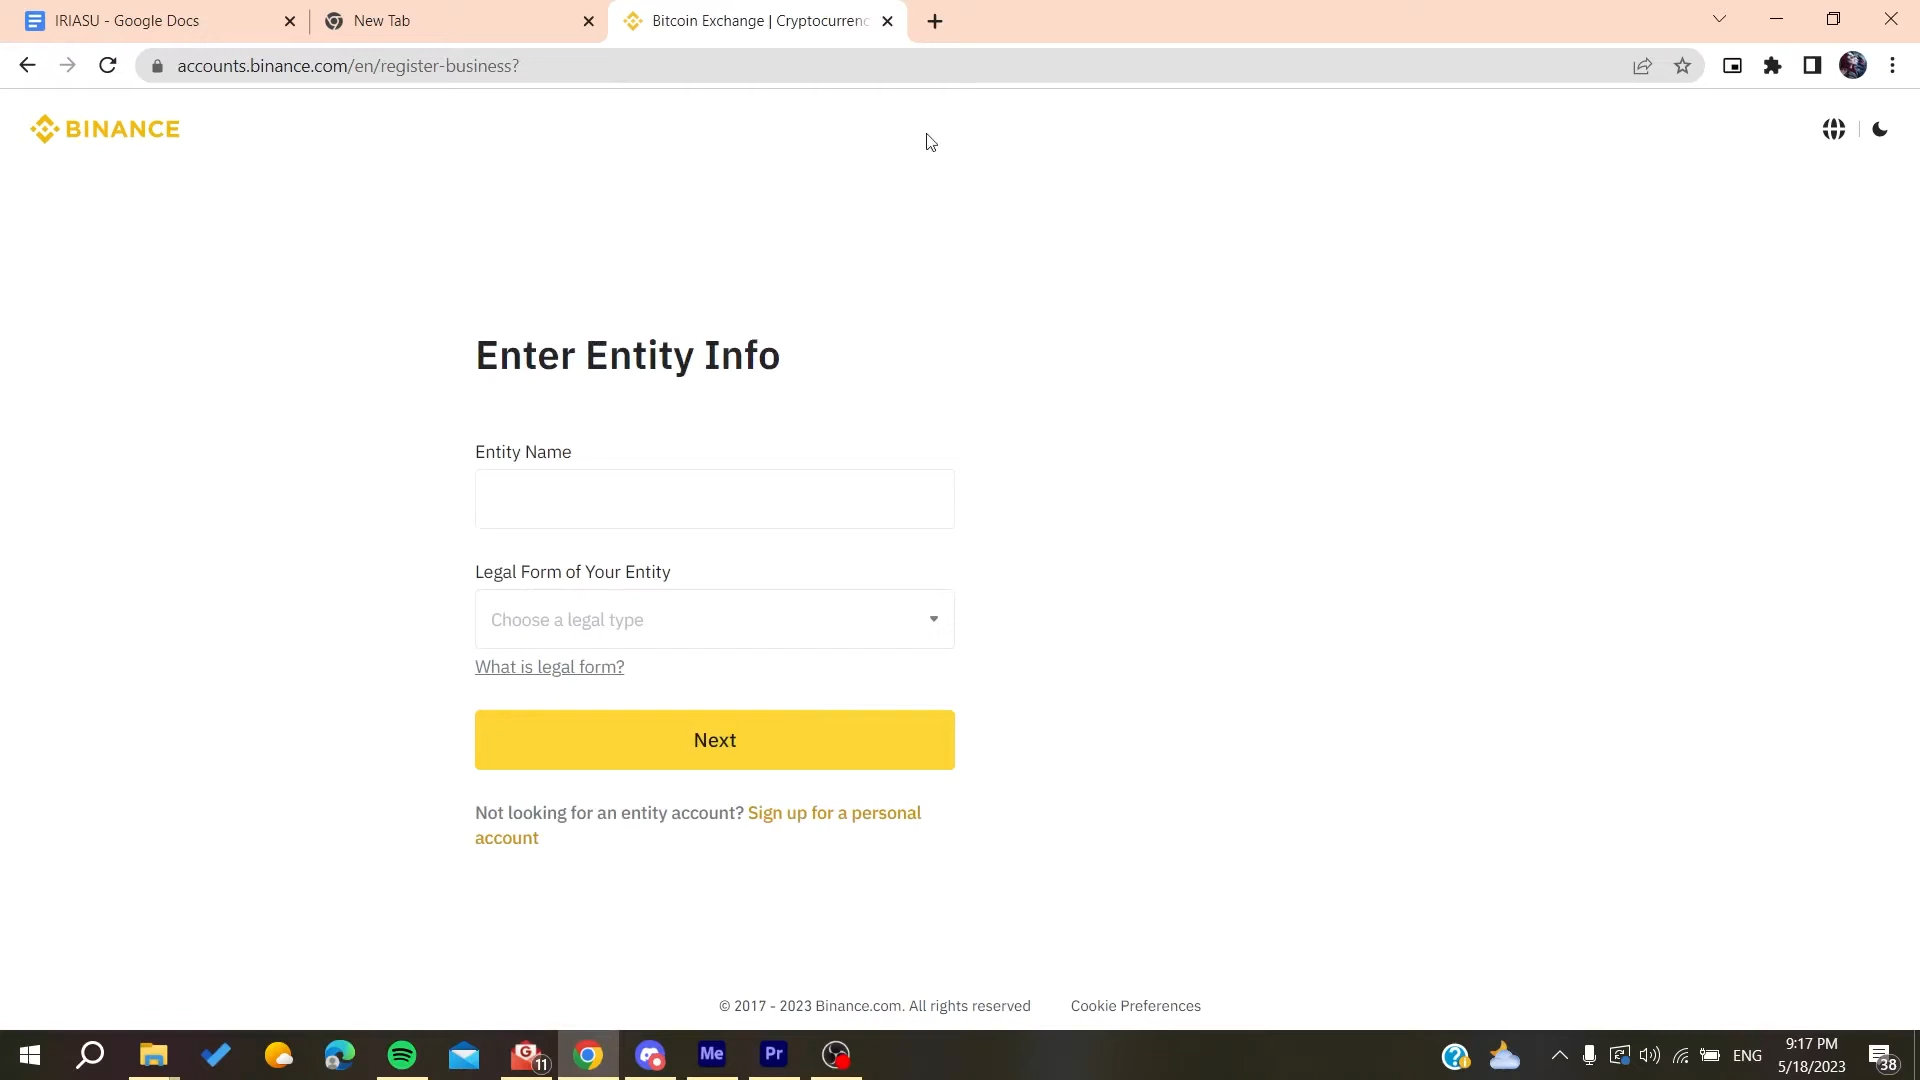 IRIASU - Google Docs
New Tab
Bitcoin Exchange | Cryptocurrenc
accounts.binance.com/en/register-business?
BINANCE
Enter Entity Info
Entity Name
Legal Form of Your Entity
Choose a legal type
What is legal form?
Next
Not looking for an entity account? Sign up for a personal
account
© 2017 - 2023 Binance.com. All rights reserved
Cookie Preferences
G
11
Me
Pr
ENG
9:17 PM
5/18/2023
38